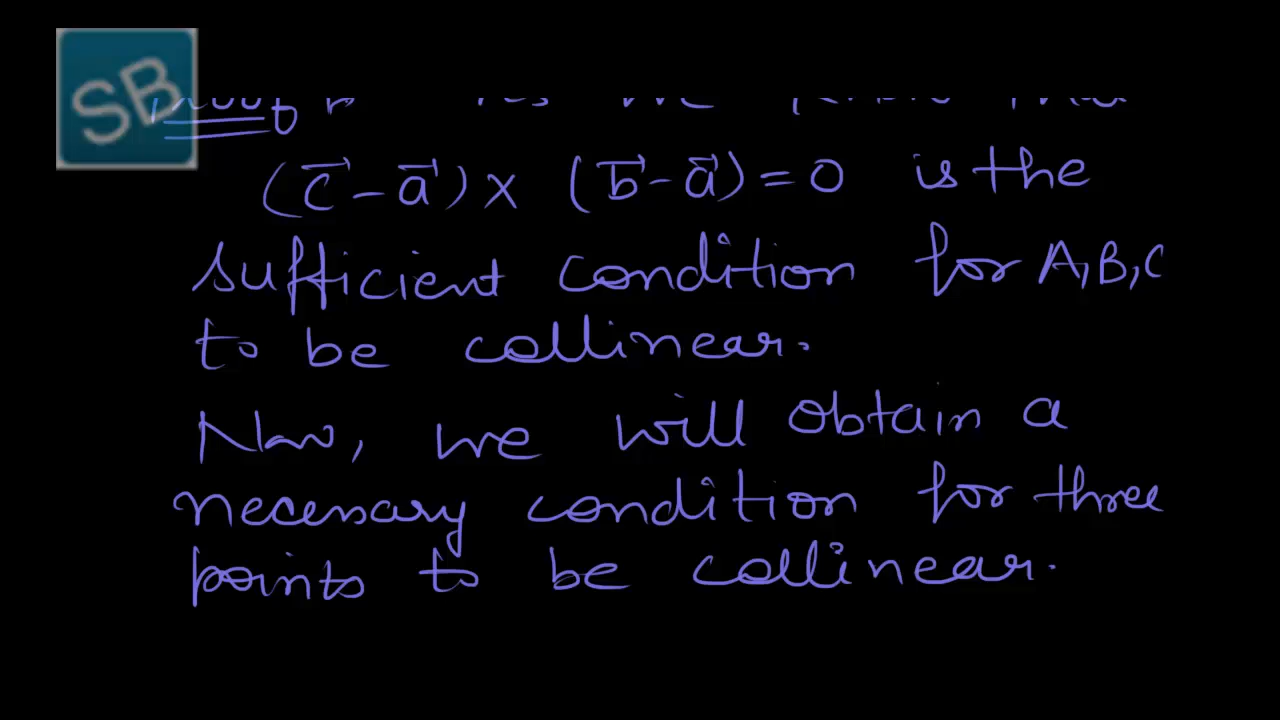 SB
Proof
(c⃗ - a⃗) × (b⃗ - a⃗) = 0 is the
sufficient condition for A, B, C
to be collinear.
Now, we will obtain a
necessary condition for three
points to be collinear.